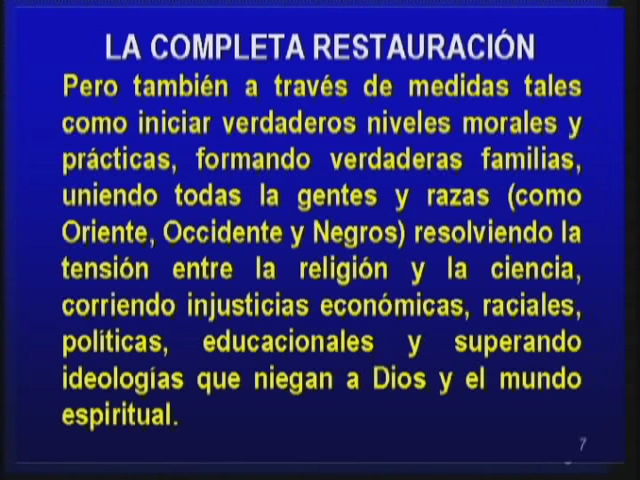 LA COMPLETA RESTAURACIÓN
Pero también a través de medidas tales
como iniciar verdaderos niveles morales y
prácticas, formando verdaderas familias,
uniendo todas la gentes y razas (como
Oriente, Occidente y Negros) resolviendo la
tensión entre la religión y la ciencia,
corriendo injusticias económicas, raciales,
políticas, educacionales y superando
ideologías que niegan a Dios y el mundo
espiritual.
7